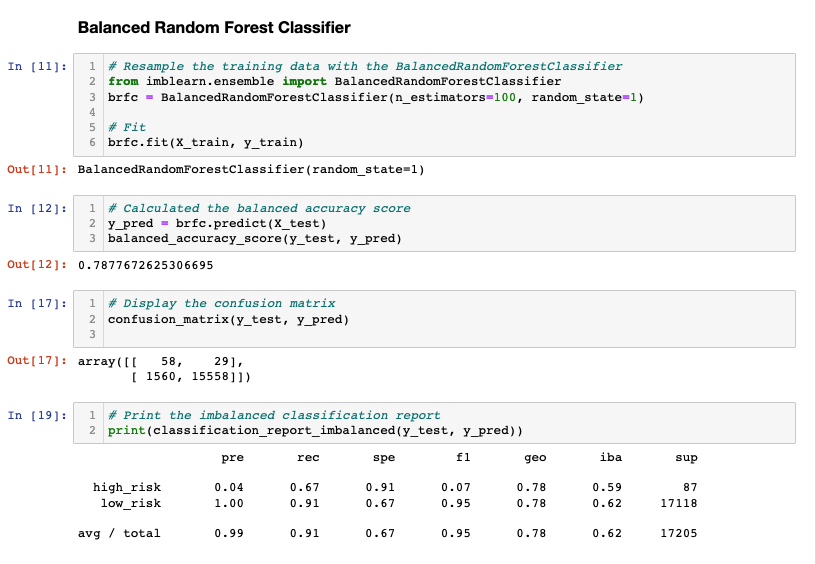 Balanced Random Forest Classifier
In [11]:
1 # Resample the training data with the BalancedRandomForestClassifier
2 from imblearn.ensemble import BalancedRandomForestClassifier
3 brfc = BalancedRandomForestClassifier(n_estimators=100, random_state=1)
4
5 # Fit
6 brfc.fit(X_train, y_train)
Out[11]: BalancedRandomForestClassifier(random_state=1)
In [12]:
1 # Calculated the balanced accuracy score
2 y_pred = brfc.predict(X_test)
3 balanced_accuracy_score(y_test, y_pred)
Out[12]: 0.7877672625306695
In [17]:
1 # Display the confusion matrix
2 confusion_matrix(y_test, y_pred)
3
Out[17]: array([[   58,    29],
       [ 1560, 15558]])
In [19]:
1 # Print the imbalanced classification report
2 print(classification_report_imbalanced(y_test, y_pred))
pre rec spe f1 geo iba sup
high_risk 0.04 0.67 0.91 0.07 0.78 0.59 87
low_risk 1.00 0.91 0.67 0.95 0.78 0.62 17118
avg / total 0.99 0.91 0.67 0.95 0.78 0.62 17205